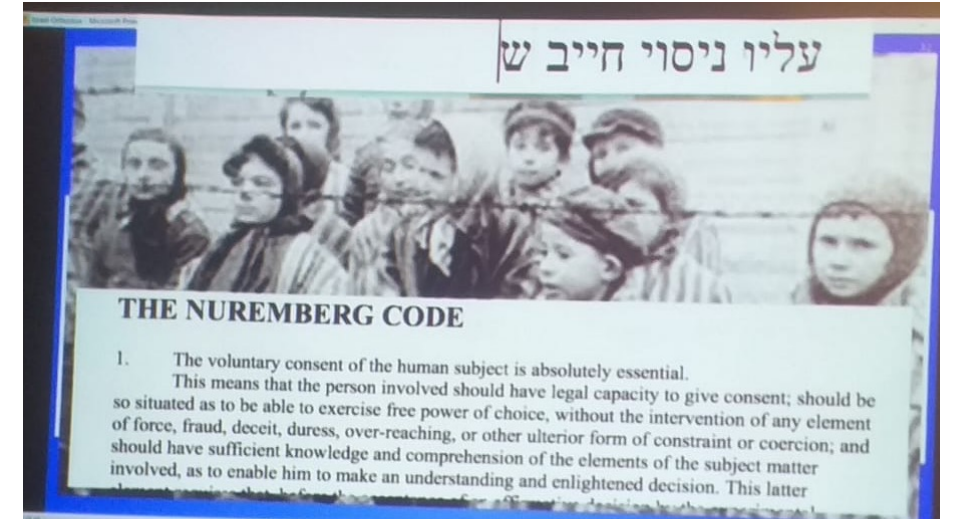 עליו ניסוי חייב ש
THE NUREMBERG CODE
1. The voluntary consent of the human subject is absolutely essential.
This means that the person involved should have legal capacity to give consent; should be
so situated as to be able to exercise free power of choice, without the intervention of any element
of force, fraud, deceit, duress, over-reaching, or other ulterior form of constraint or coercion; and
should have sufficient knowledge and comprehension of the elements of the subject matter
involved, as to enable him to make an understanding and enlightened decision. This latter